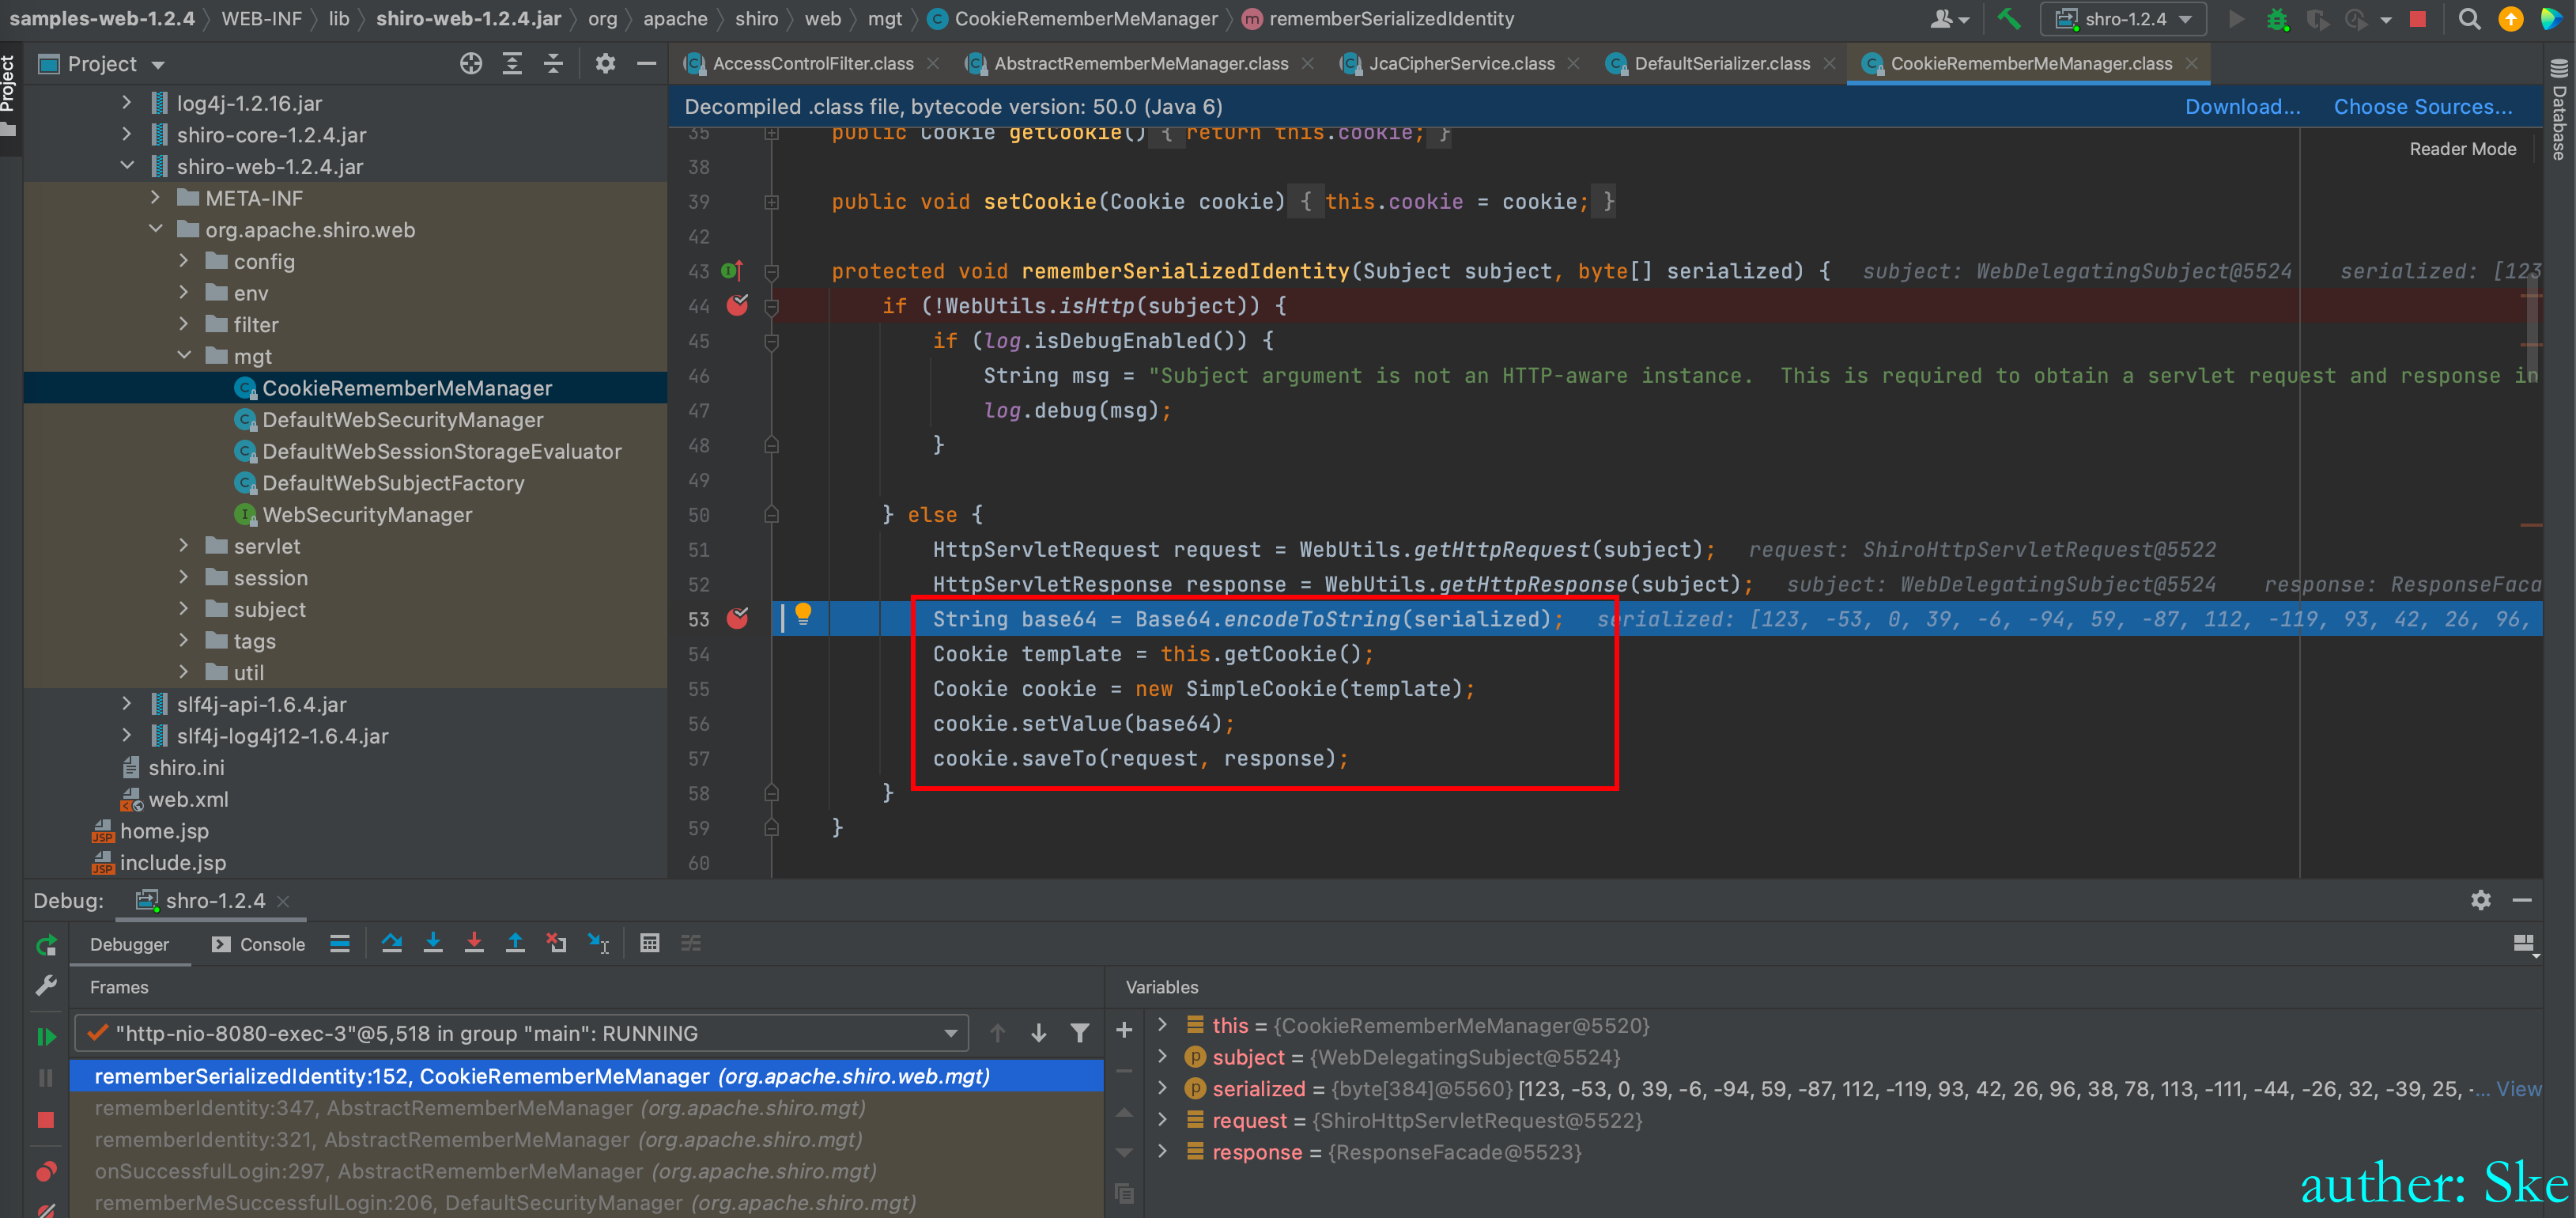 samples-web-1.2.4 〉 WEB-INF 〉 lib 〉 shiro-web-1.2.4.jar 〉 org 〉 apache 〉 shiro 〉 web 〉 mgt 〉 CookieRememberMeManager 〉 rememberSerializedIdentity
shro-1.2.4
Project
Project
AccessControlFilter.class
AbstractRememberMeManager.class
JcaCipherService.class
DefaultSerializer.class
CookieRememberMeManager.class
Database
log4j-1.2.16.jar
shiro-core-1.2.4.jar
shiro-web-1.2.4.jar
META-INF
org.apache.shiro.web
config
env
filter
mgt
CookieRememberMeManager
DefaultWebSecurityManager
DefaultWebSessionStorageEvaluator
DefaultWebSubjectFactory
WebSecurityManager
servlet
session
subject
tags
util
slf4j-api-1.6.4.jar
slf4j-log4j12-1.6.4.jar
shiro.ini
web.xml
home.jsp
include.jsp
Decompiled .class file, bytecode version: 50.0 (Java 6)
Download...
Choose Sources...
Reader Mode
35 public Cookie getCookie() { return this.cookie; }
38
39 public void setCookie(Cookie cookie) { this.cookie = cookie; }
42
43 protected void rememberSerializedIdentity(Subject subject, byte[] serialized) { subject: WebDelegatingSubject@5524 serialized: [123
44 if (!WebUtils.isHttp(subject)) {
45 if (log.isDebugEnabled()) {
46 String msg = "Subject argument is not an HTTP-aware instance.  This is required to obtain a servlet request and response in
47 log.debug(msg);
48 }
49
50 } else {
51 HttpServletRequest request = WebUtils.getHttpRequest(subject); request: ShiroHttpServletRequest@5522
52 HttpServletResponse response = WebUtils.getHttpResponse(subject); subject: WebDelegatingSubject@5524 response: ResponseFaca
53 String base64 = Base64.encodeToString(serialized); serialized: [123, -53, 0, 39, -6, -94, 59, -87, 112, -119, 93, 42, 26, 96,
54 Cookie template = this.getCookie();
55 Cookie cookie = new SimpleCookie(template);
56 cookie.setValue(base64);
57 cookie.saveTo(request, response);
58 }
59 }
60
Debug: shro-1.2.4
Debugger
Console
Frames
Variables
"http-nio-8080-exec-3"@5,518 in group "main": RUNNING
rememberSerializedIdentity:152, CookieRememberMeManager (org.apache.shiro.web.mgt)
rememberIdentity:347, AbstractRememberMeManager (org.apache.shiro.mgt)
rememberIdentity:321, AbstractRememberMeManager (org.apache.shiro.mgt)
onSuccessfulLogin:297, AbstractRememberMeManager (org.apache.shiro.mgt)
rememberMeSuccessfulLogin:206, DefaultSecurityManager (org.apache.shiro.mgt)
this = {CookieRememberMeManager@5520}
subject = {WebDelegatingSubject@5524}
serialized = {byte[384]@5560} [123, -53, 0, 39, -6, -94, 59, -87, 112, -119, 93, 42, 26, 96, 38, 78, 113, -111, -44, -26, 32, -39, 25, -... View
request = {ShiroHttpServletRequest@5522}
response = {ResponseFacade@5523}
auther: Ske